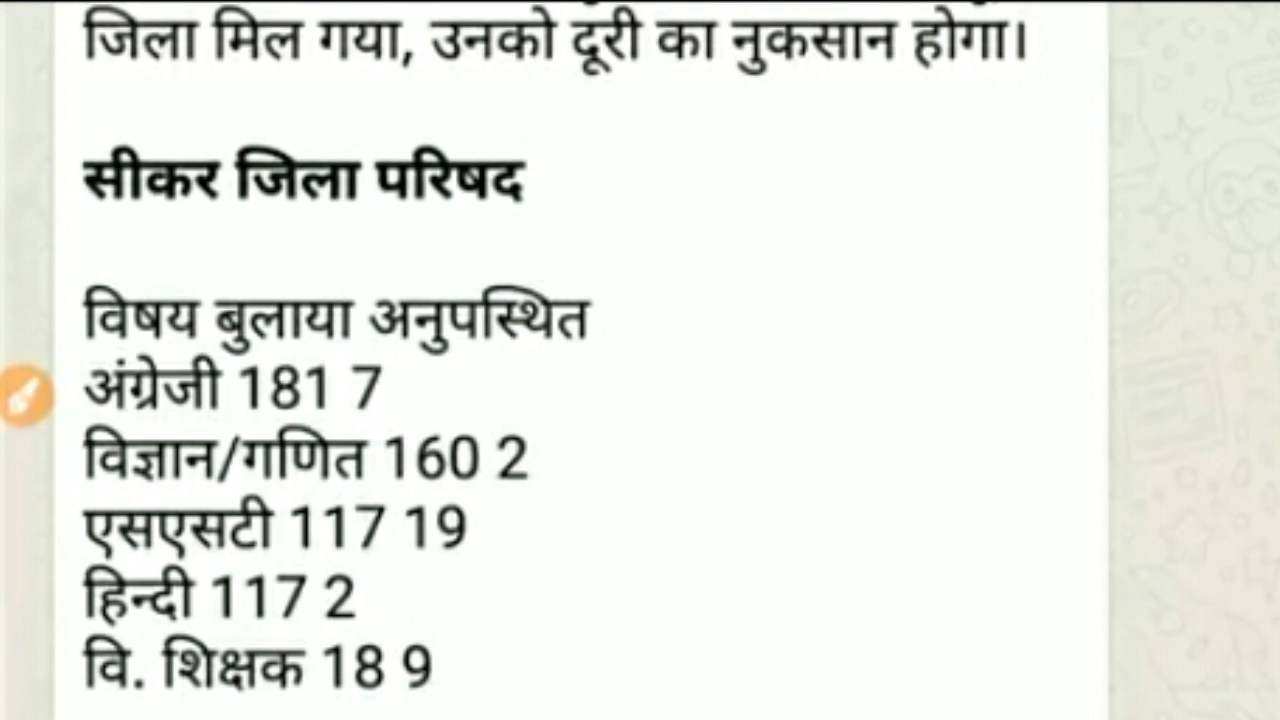 जिला मिल गया, उनको दूरी का नुकसान होगा।
सीकर जिला परिषद
विषय बुलाया अनुपस्थित
अंग्रेजी 181 7
विज्ञान/गणित 160 2
एसएसटी 117 19
हिन्दी 117 2
वि. शिक्षक 18 9